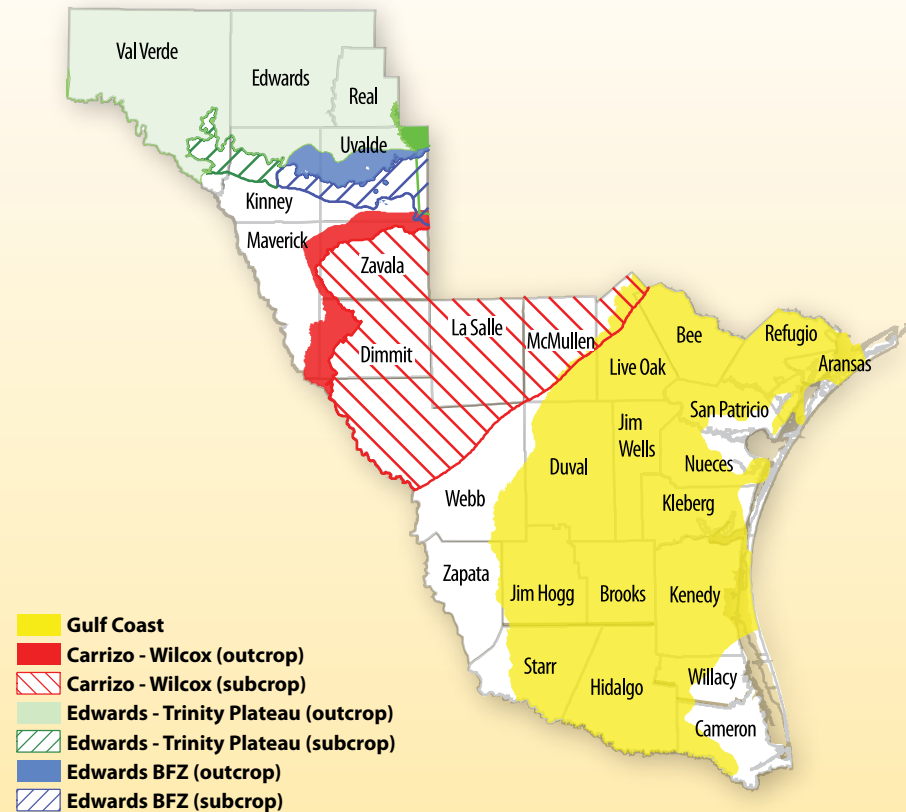 Val Verde
Edwards
Real
Uvalde
Kinney
Maverick
Zavala
Dimmit
La Salle
McMullen
Live Oak
Bee
Refugio
Aransas
San Patricio
Jim
Wells
Duval
Nueces
Webb
Kleberg
Zapata
Jim Hogg
Brooks
Kenedy
Starr
Hidalgo
Willacy
Cameron
Gulf Coast
Carrizo - Wilcox (outcrop)
Carrizo - Wilcox (subcrop)
Edwards - Trinity Plateau (outcrop)
Edwards - Trinity Plateau (subcrop)
Edwards BFZ (outcrop)
Edwards BFZ (subcrop)